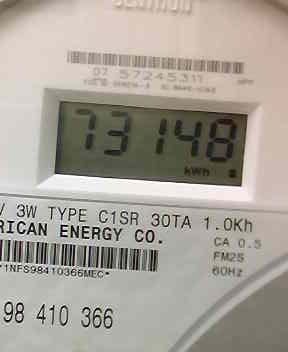 07 57245311
73148
kWh
3W TYPE C1SR 30TA 1.0Kh
RICAN ENERGY CO.
CA 0.5
FM2S
60Hz
*1NFS98410366MEC*
98 410 366